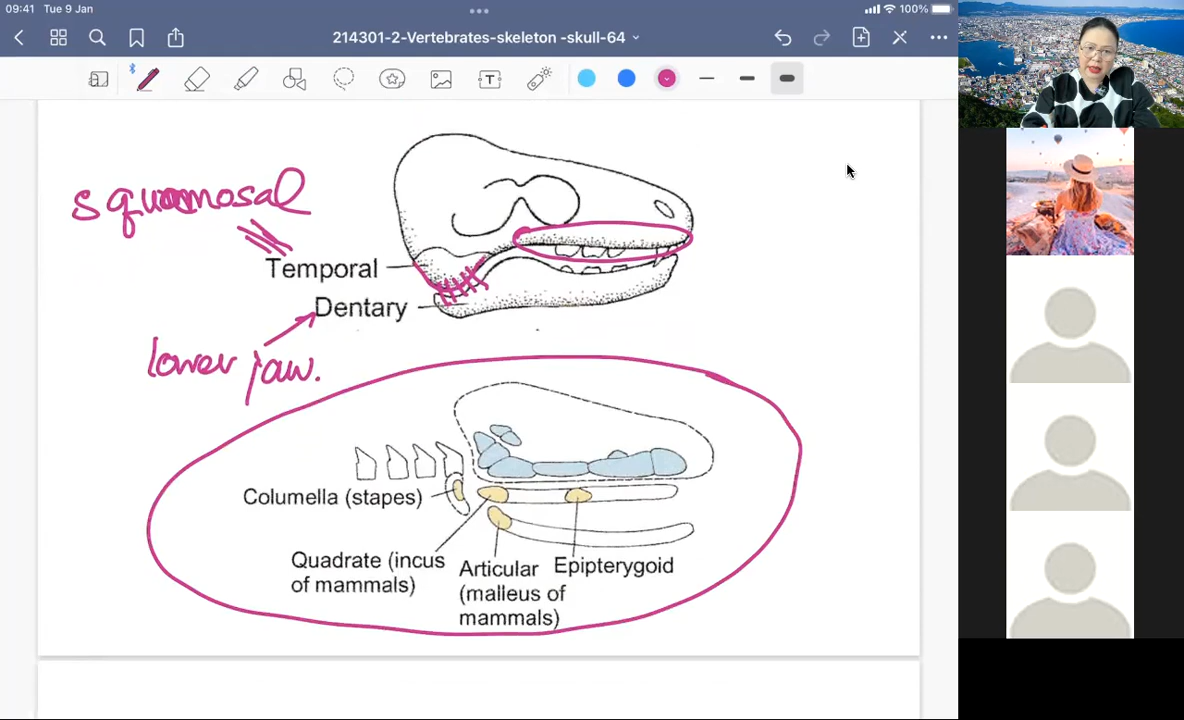 09:41 Tue 9 Jan
100%
214301-2-Vertebrates-skeleton -skull-64
squamosal
Temporal
Dentary
lower jaw.
Columella (stapes)
Quadrate (incus
of mammals)
Articular
(malleus of
mammals)
Epipterygoid